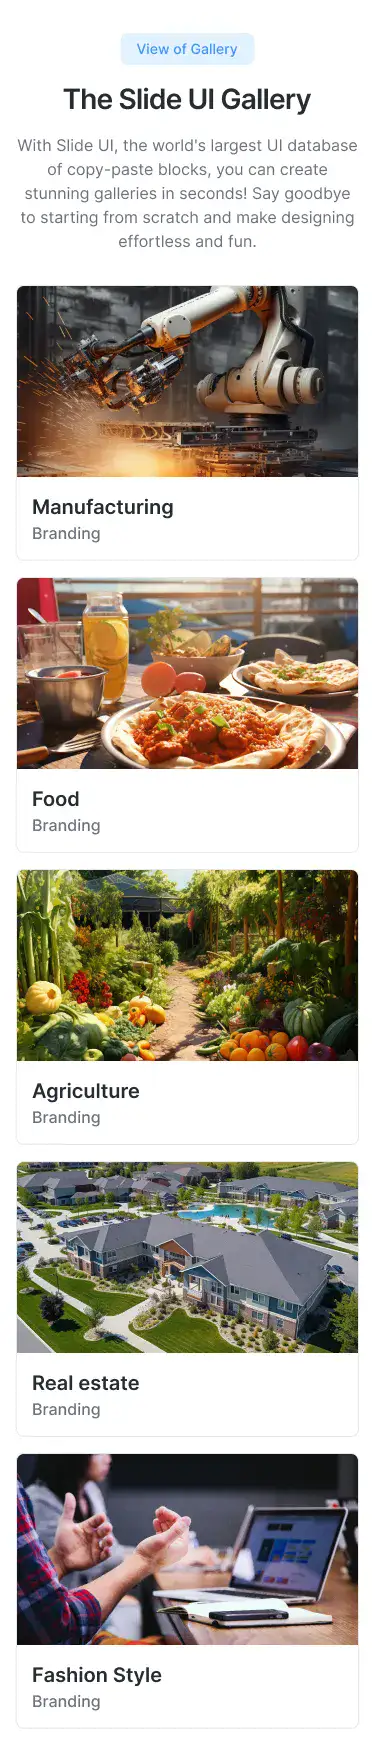 View of Gallery
The Slide UI Gallery
With Slide UI, the world's largest UI database
of copy-paste blocks, you can create
stunning galleries in seconds! Say goodbye
to starting from scratch and make designing
effortless and fun.
Manufacturing
Branding
Food
Branding
Agriculture
Branding
Real estate
Branding
Fashion Style
Branding